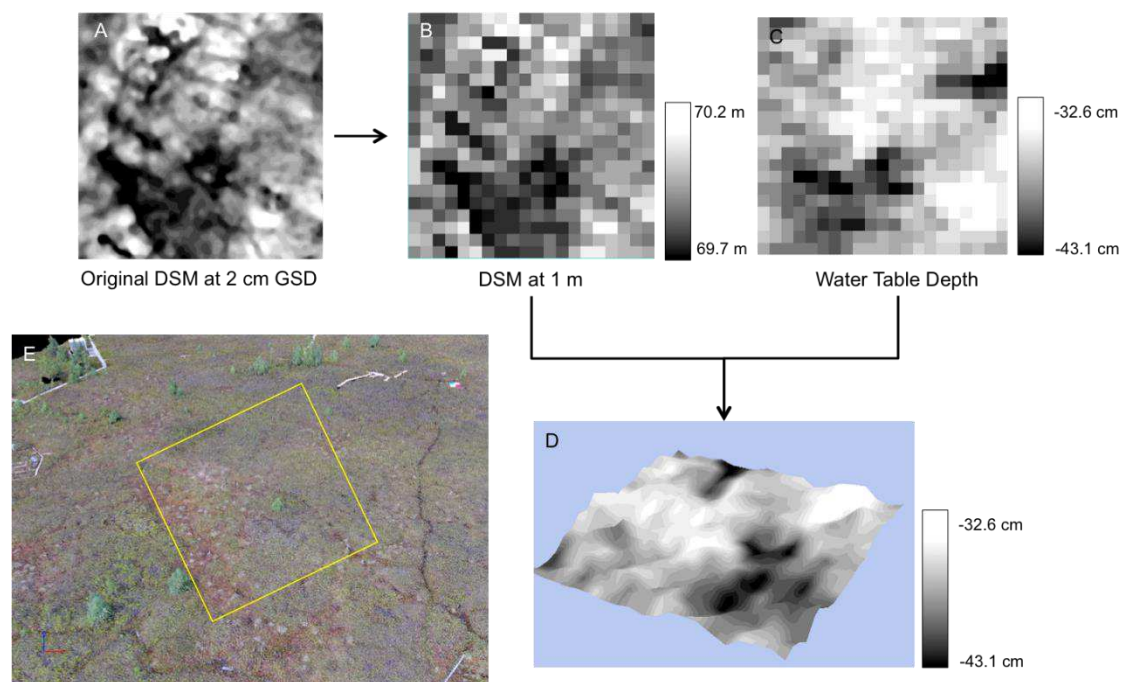 A
B
C
70.2 m
69.7 m
-32.6 cm
-43.1 cm
Original DSM at 2 cm GSD
DSM at 1 m
Water Table Depth
E
D
-32.6 cm
-43.1 cm